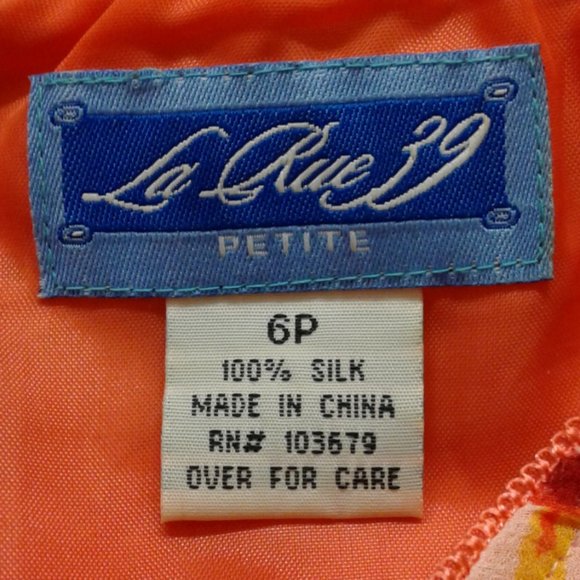 La Rue 39
PETITE
6P
100% SILK
MADE IN CHINA
RN# 103679
OVER FOR CARE